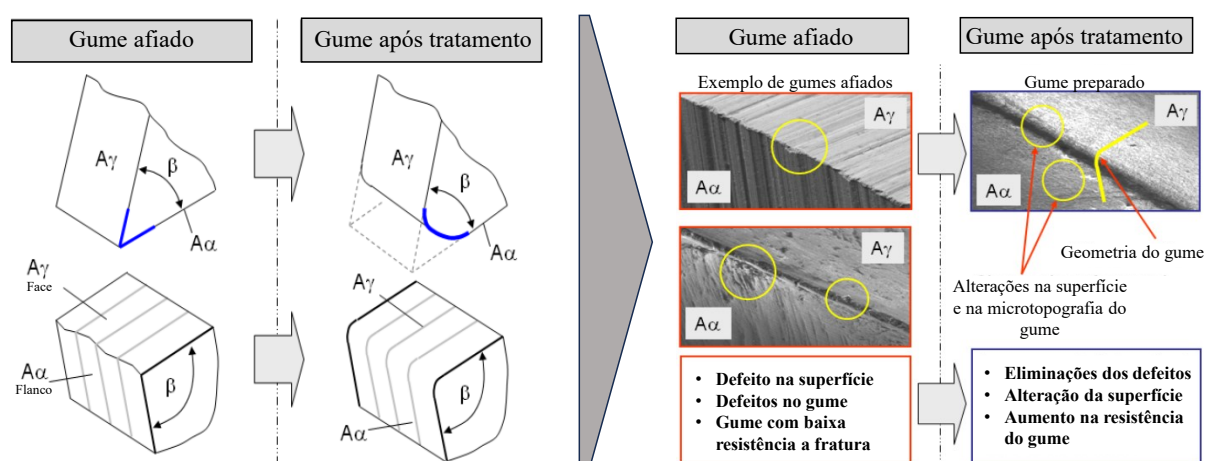 Gume afiado
Gume após tratamento
Aγ
β
Aα
β
Aα
Aγ
Face
Aα
Flanco
β
Aγ
β
Aα
Gume afiado
Gume após tratamento
Exemplo de gumes afiados
Aγ
Aα
Aγ
Aα
• Defeito na superfície
• Defeitos no gume
• Gume com baixa
resistência a fratura
Gume preparado
Aγ
Aα
Geometria do gume
Alterações na superfície
e na microtopografia do
gume
• Eliminações dos defeitos
• Alteração da superfície
• Aumento na resistência
do gume